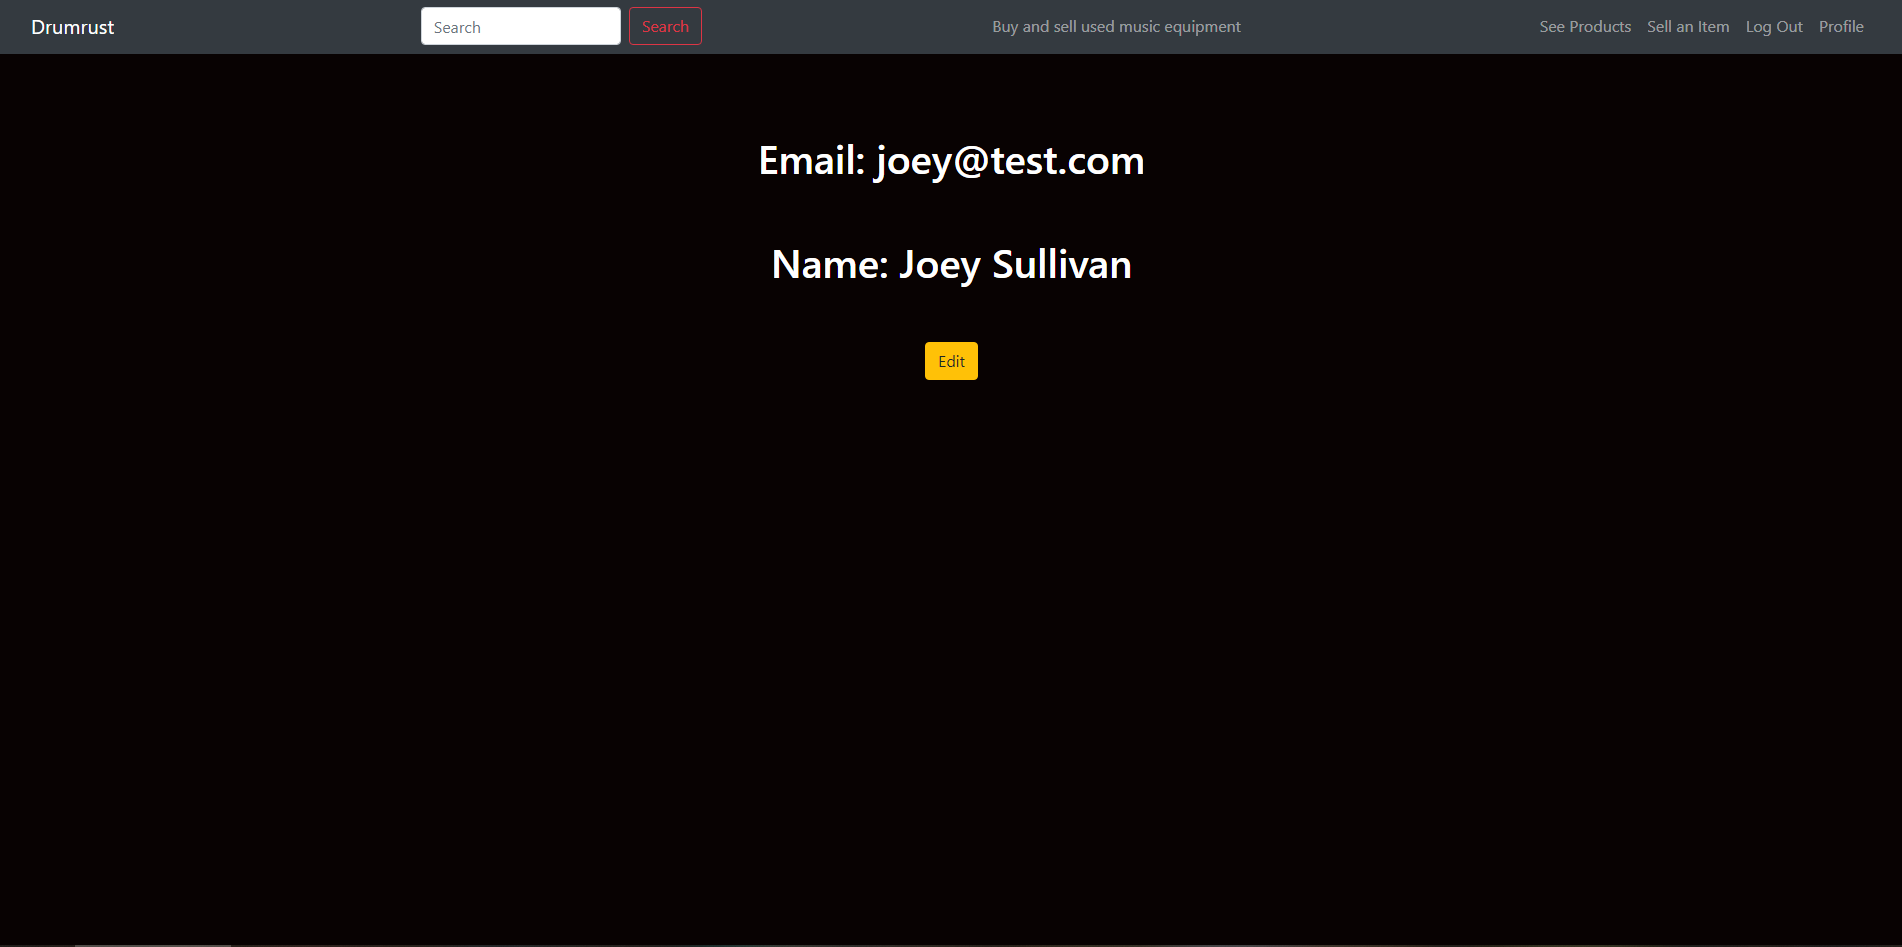 Drumrust
Search
Search
Buy and sell used music equipment
See Products
Sell an Item
Log Out
Profile
Email: joey@test.com
Name: Joey Sullivan
Edit